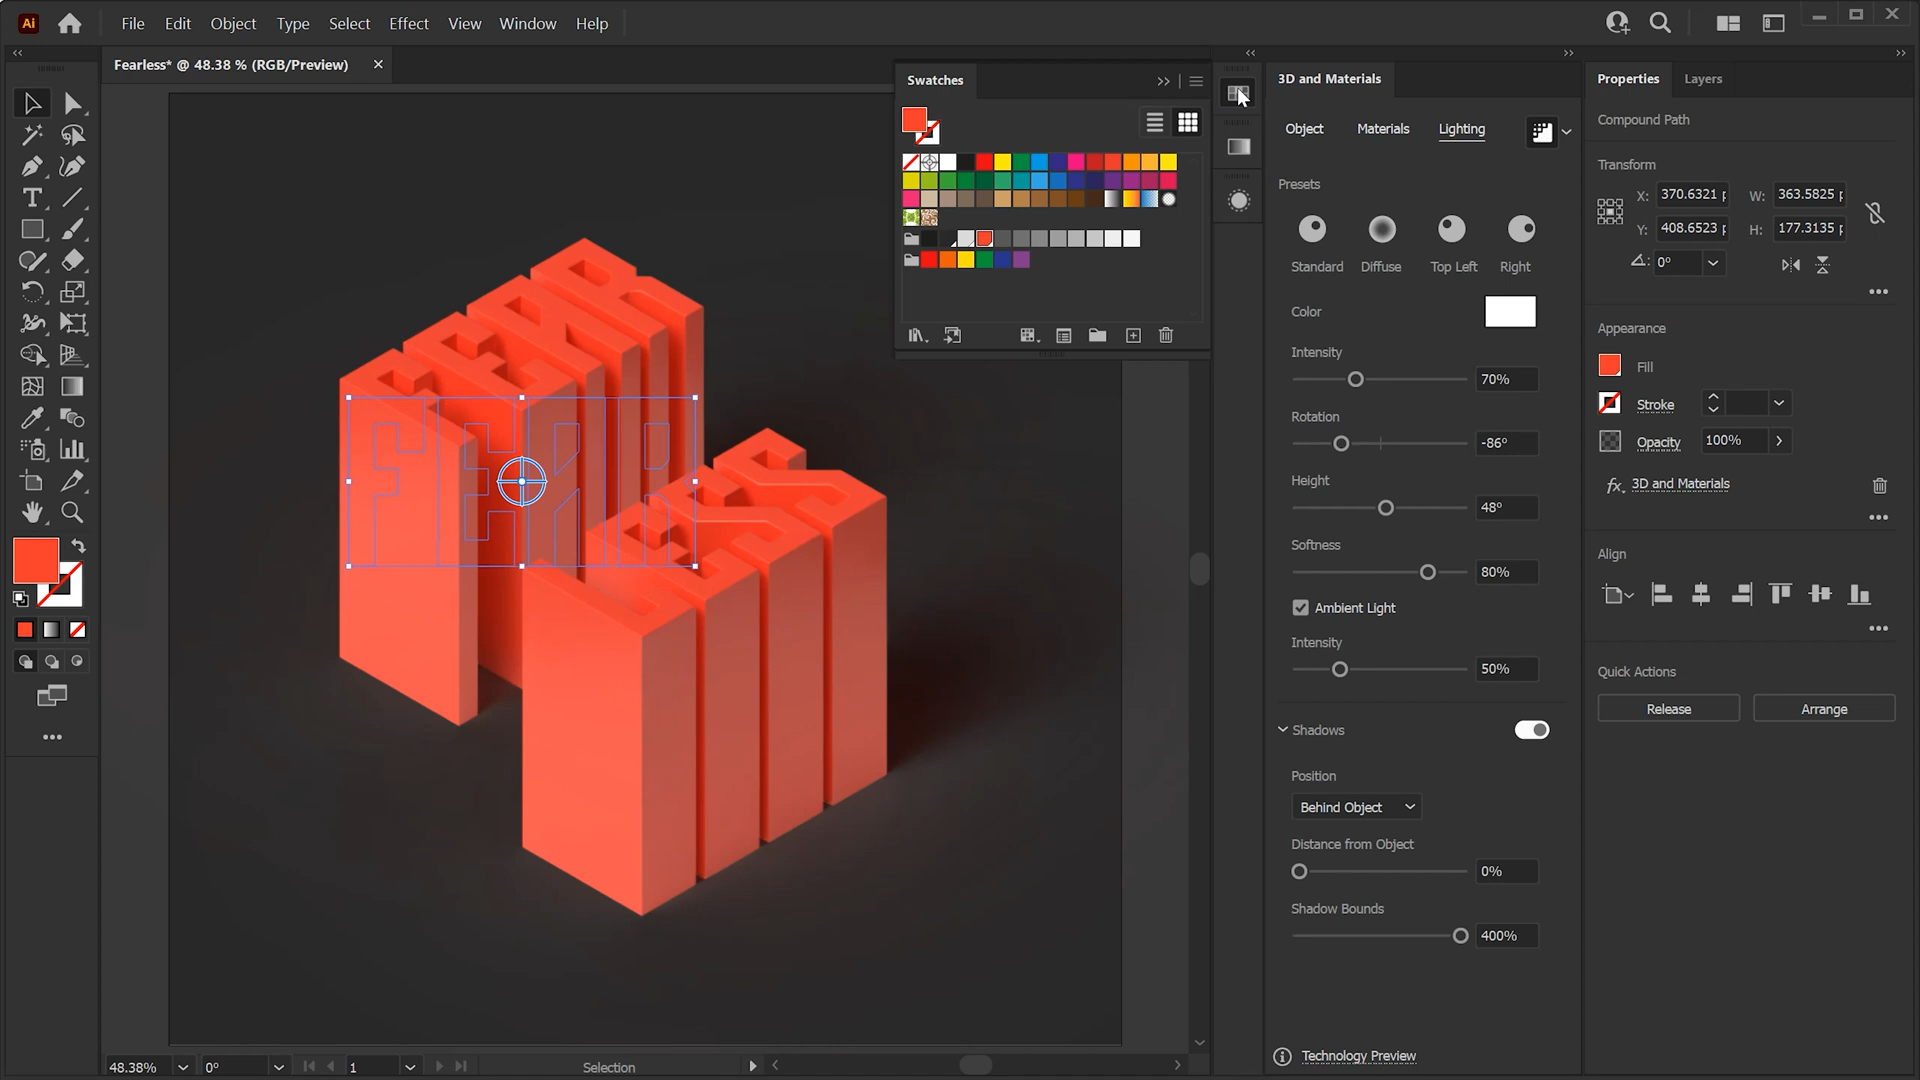 Ai
File Edit Object Type Select Effect View Window Help
Fearless* @ 48.38 % (RGB/Preview)
Swatches
3D and Materials
Object Materials Lighting
Presets
Standard Diffuse Top Left Right
Color
Intensity
70%
Rotation
-86°
Height
48°
Softness
80%
Ambient Light
Intensity
50%
Shadows
Position
Behind Object
Distance from Object
0%
Shadow Bounds
400%
Technology Preview
Properties Layers
Compound Path
Transform
X: 370.6321 W: 363.5825
Y: 408.6523 H: 177.3135
0°
Appearance
Fill
Stroke
Opacity 100%
fx. 3D and Materials
Align
Quick Actions
Release Arrange
FEAR
LESS
48.38% 0° 1 Selection